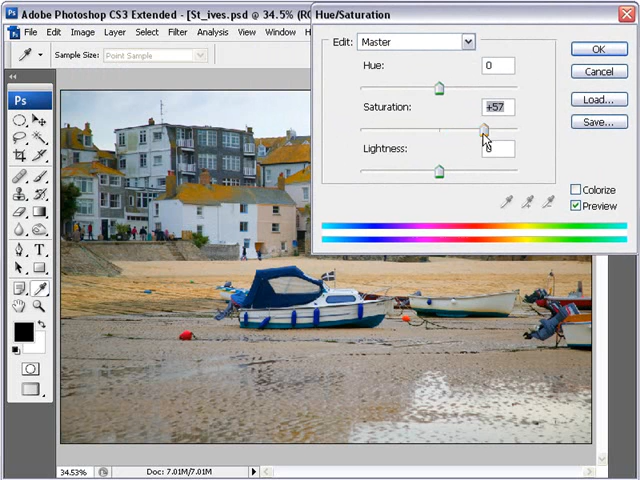 Adobe Photoshop CS3 Extended - [St_ives.psd @ 34.5% (RG
File Edit Image Layer Select Filter Analysis View Window
Sample Size: Point Sample
Ps
T
34.53% Doc: 7.01M/7.01M
Hue/Saturation
Edit: Master
Hue: 0
Saturation: +57
Lightness:
OK
Cancel
Load...
Save...
Colorize
Preview